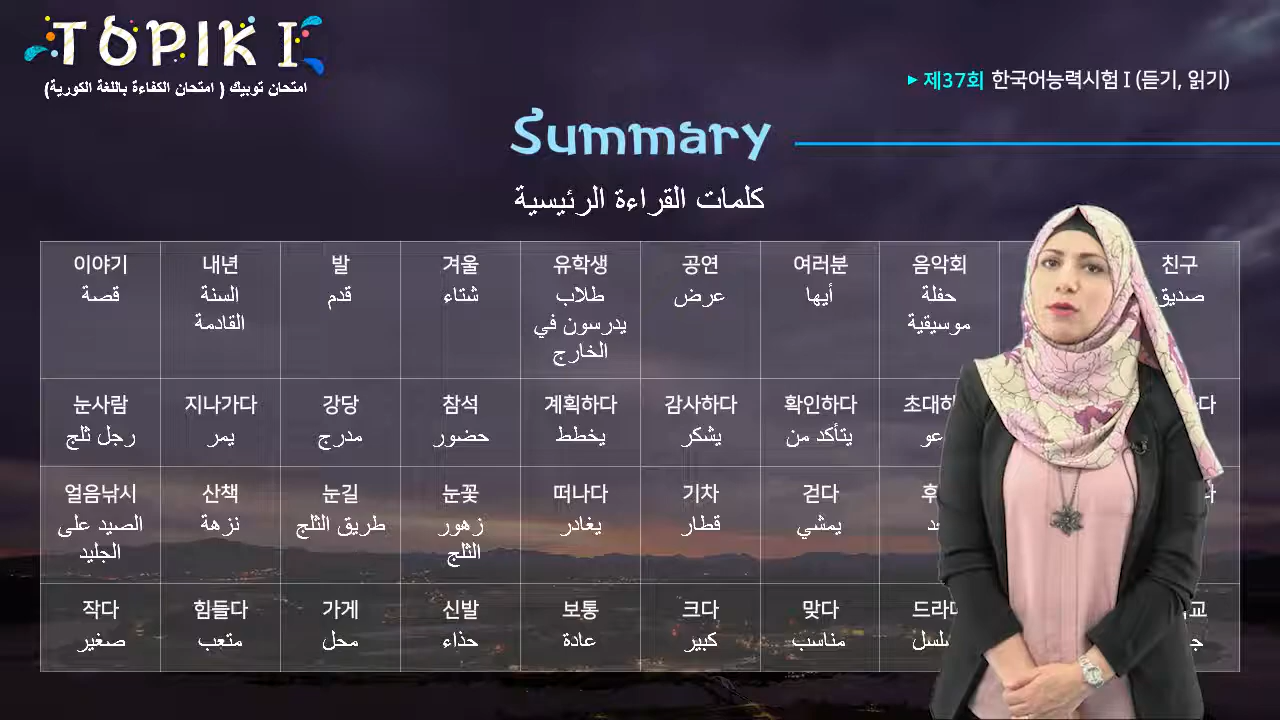 TOPIK I
امتحان توبيك ( امتحان الكفاءة باللغة الكورية)
▸ 제37회 한국어능력시험 I (듣기, 읽기)
Summary
كلمات القراءة الرئيسية
이야기 내년 발 겨울 유학생 공연 여러분 음악회 친구
قصة السنة قدم شتاء طلاب عرض أيها حفلة صديق
القادمة يدرسون في موسيقية
الخارج
눈사람 지나가다 강당 참석 계획하다 감사하다 확인하다
رجل ثلج يمر مدرج حضور يخطط يشكر يتأكد من
얼음낚시 산책 눈길 눈꽃 떠나다 기차 걷다
الصيد على نزهة طريق الثلج زهور يغادر قطار يمشي
الجليد الثلج
작다 힘들다 가게 신발 보통 크다 맞다
صغير متعب محل حذاء عادة كبير مناسب